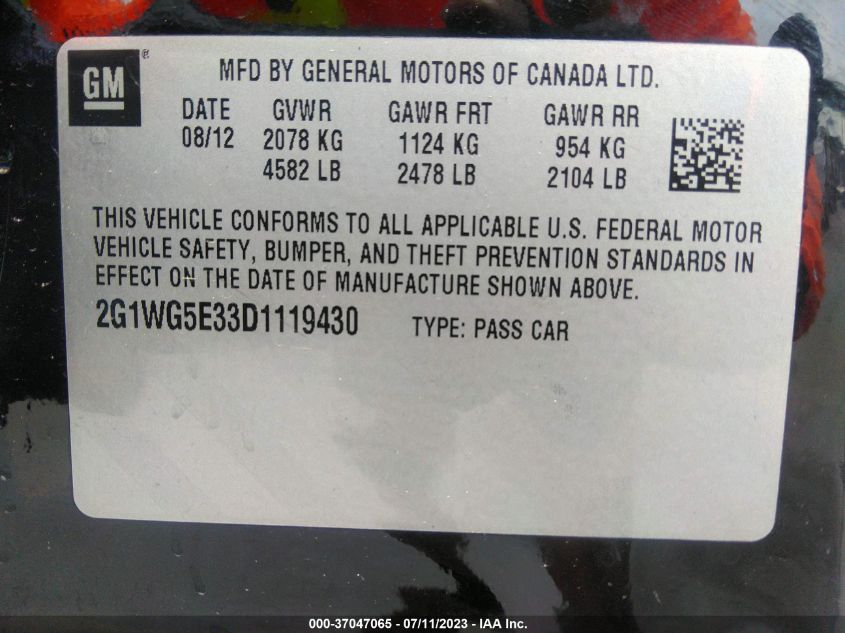 GM ®
MFD BY GENERAL MOTORS OF CANADA LTD.
DATE GVWR GAWR FRT GAWR RR
08/12 2078 KG 1124 KG 954 KG
4582 LB 2478 LB 2104 LB
THIS VEHICLE CONFORMS TO ALL APPLICABLE U.S. FEDERAL MOTOR
VEHICLE SAFETY, BUMPER, AND THEFT PREVENTION STANDARDS IN
EFFECT ON THE DATE OF MANUFACTURE SHOWN ABOVE.
2G1WG5E33D1119430 TYPE: PASS CAR
000-37047065 / 07/11/2023 - IAA Inc.